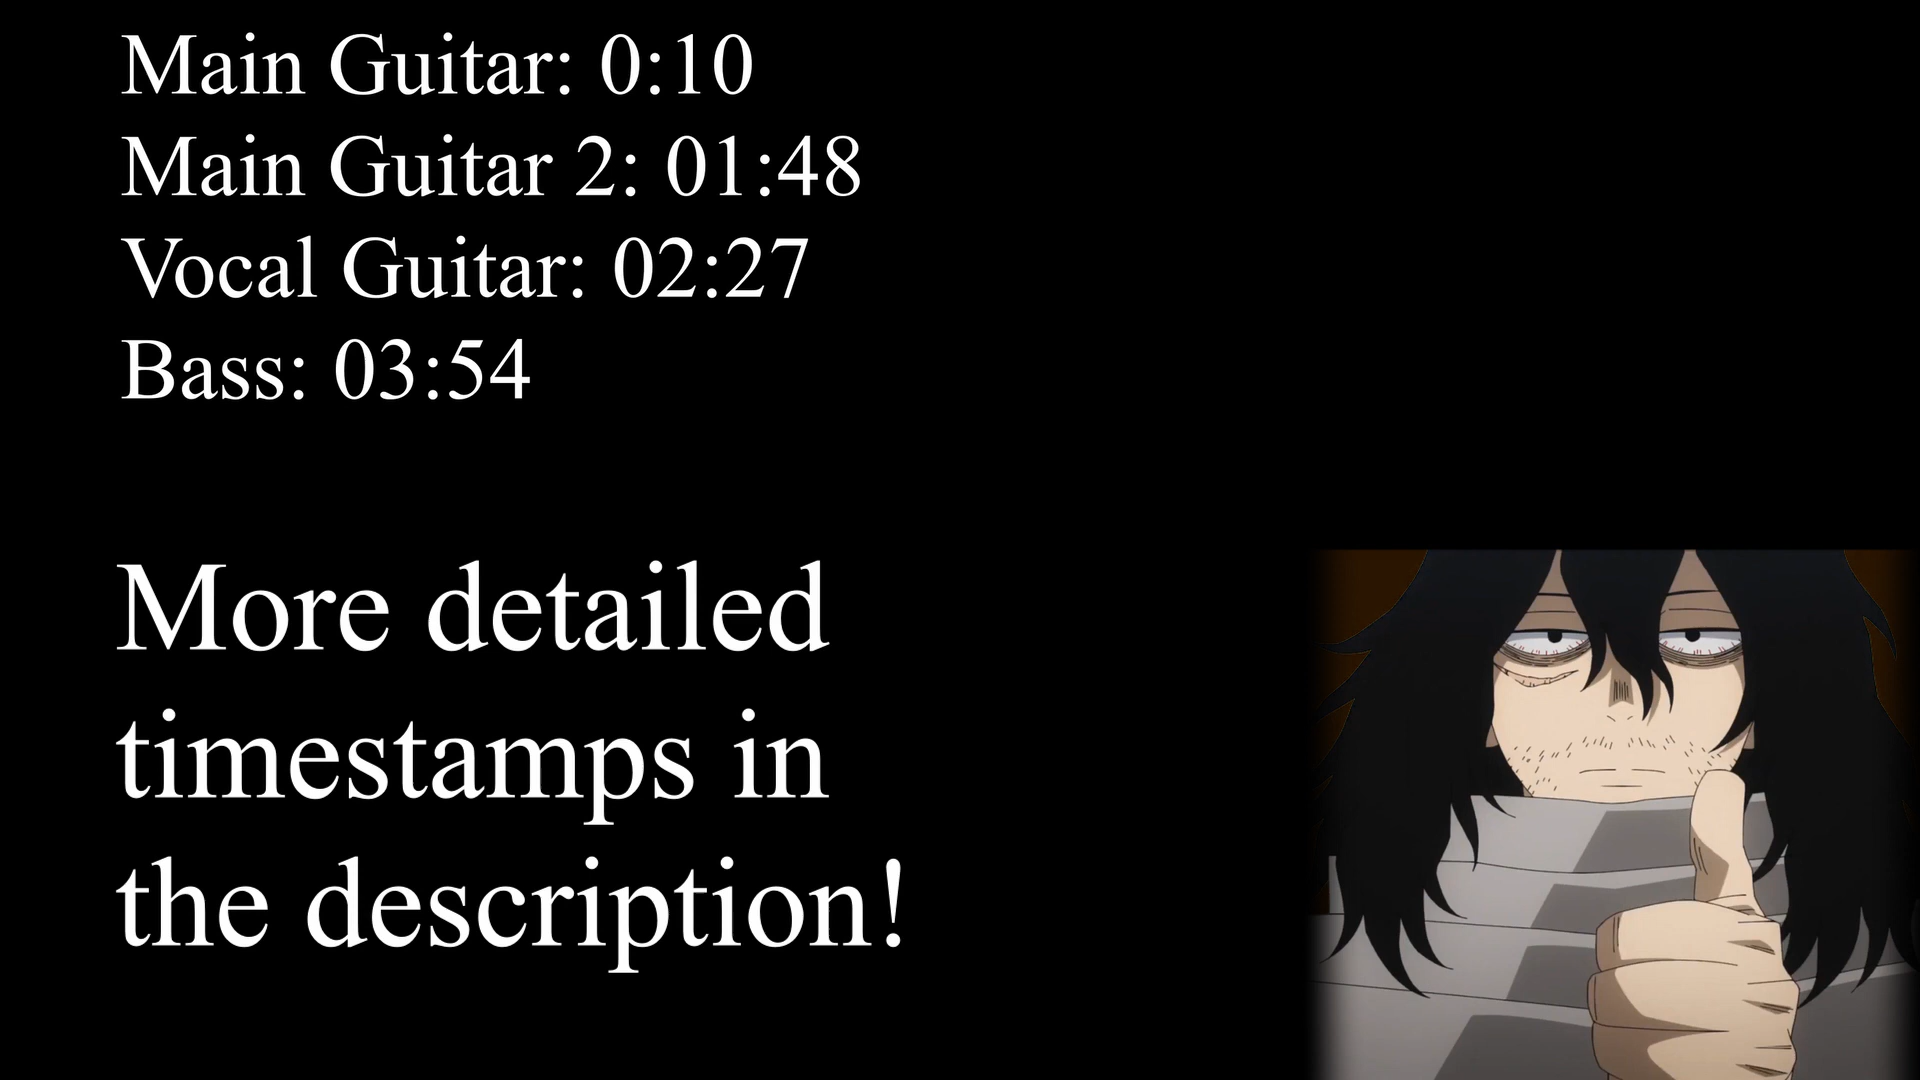 Main Guitar: 0:10
Main Guitar 2: 01:48
Vocal Guitar: 02:27
Bass: 03:54
More detailed
timestamps in
the description!